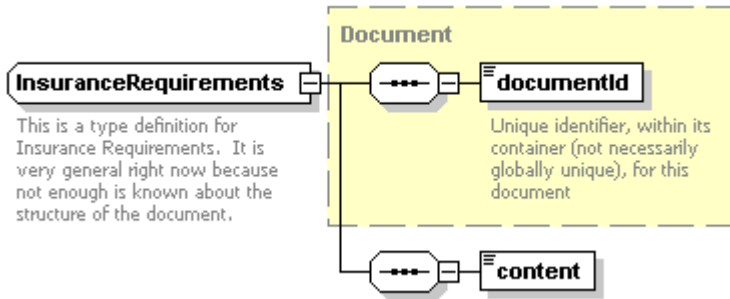 Document
InsuranceRequirements
documentId
This is a type definition for
Insurance Requirements. It is
very general right now because
not enough is known about the
structure of the document.
Unique identifier, within its
container (not necessarily
globally unique), for this
document
content